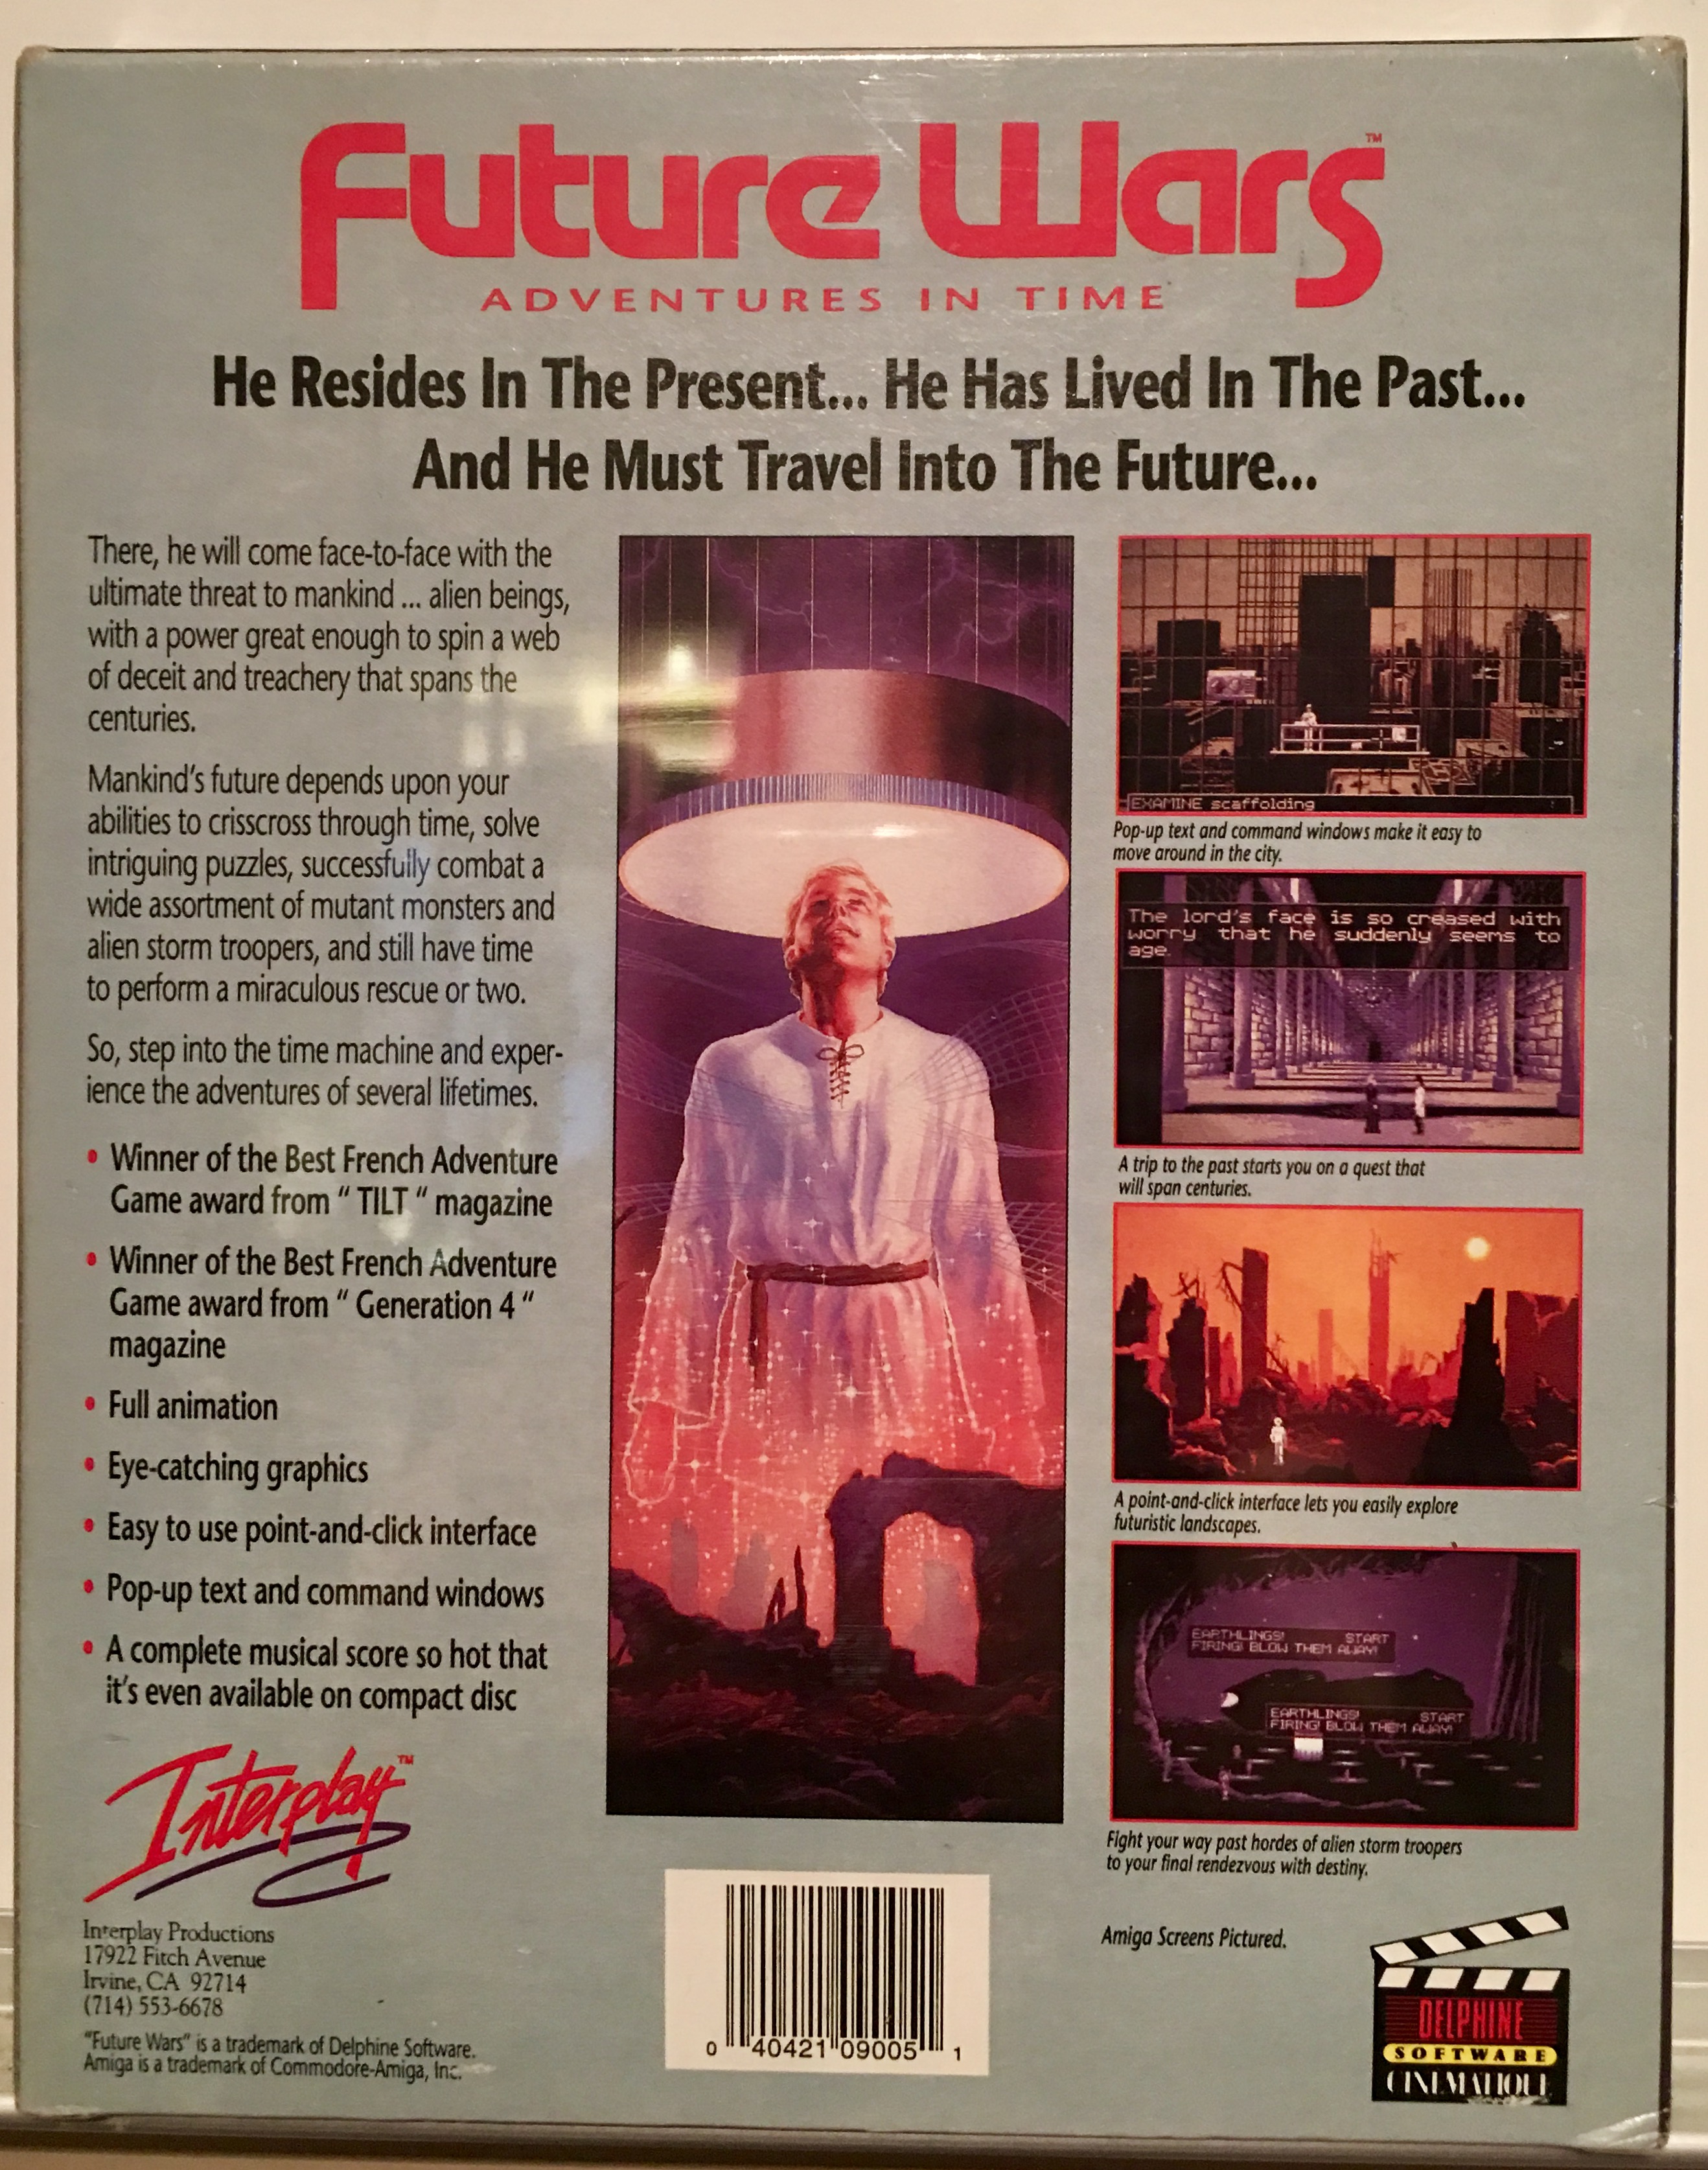 Future Wars™
ADVENTURES IN TIME
He Resides In The Present... He Has Lived In The Past...
And He Must Travel Into The Future...
There, he will come face-to-face with the
ultimate threat to mankind ... alien beings,
with a power great enough to spin a web
of deceit and treachery that spans the
centuries.
Mankind's future depends upon your
abilities to crisscross through time, solve
intriguing puzzles, successfully combat a
wide assortment of mutant monsters and
alien storm troopers, and still have time
to perform a miraculous rescue or two.
So, step into the time machine and exper-
ience the adventures of several lifetimes.
• Winner of the Best French Adventure
Game award from " TILT " magazine
• Winner of the Best French Adventure
Game award from " Generation 4 "
magazine
• Full animation
• Eye-catching graphics
• Easy to use point-and-click interface
• Pop-up text and command windows
• A complete musical score so hot that
it's even available on compact disc
Interplay™
Interplay Productions
17922 Fitch Avenue
Irvine, CA 92714
(714) 553-6678
"Future Wars" is a trademark of Delphine Software.
Amiga is a trademark of Commodore-Amiga, Inc.
0 40421 09005 1
EXAMINE scaffolding
Pop-up text and command windows make it easy to
move around in the city.
The lord's face is so creased with
worry that he suddenly seems to
age.
A trip to the past starts you on a quest that
will span centuries.
A point-and-click interface lets you easily explore
futuristic landscapes.
EARTHLINGS! START
FIRING! BLOW THEM AWAY!
EARTHLINGS! START
FIRING! BLOW THEM AWAY!
Fight your way past hordes of alien storm troopers
to your final rendezvous with destiny.
Amiga Screens Pictured.
DELPHINE
SOFTWARE
CINEMATIQUE